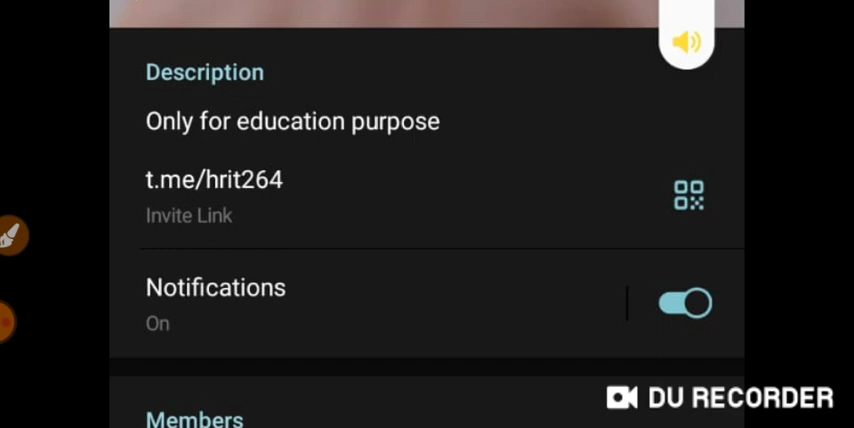 Description
Only for education purpose
t.me/hrit264
Invite Link
Notifications
On
DU RECORDER
Members